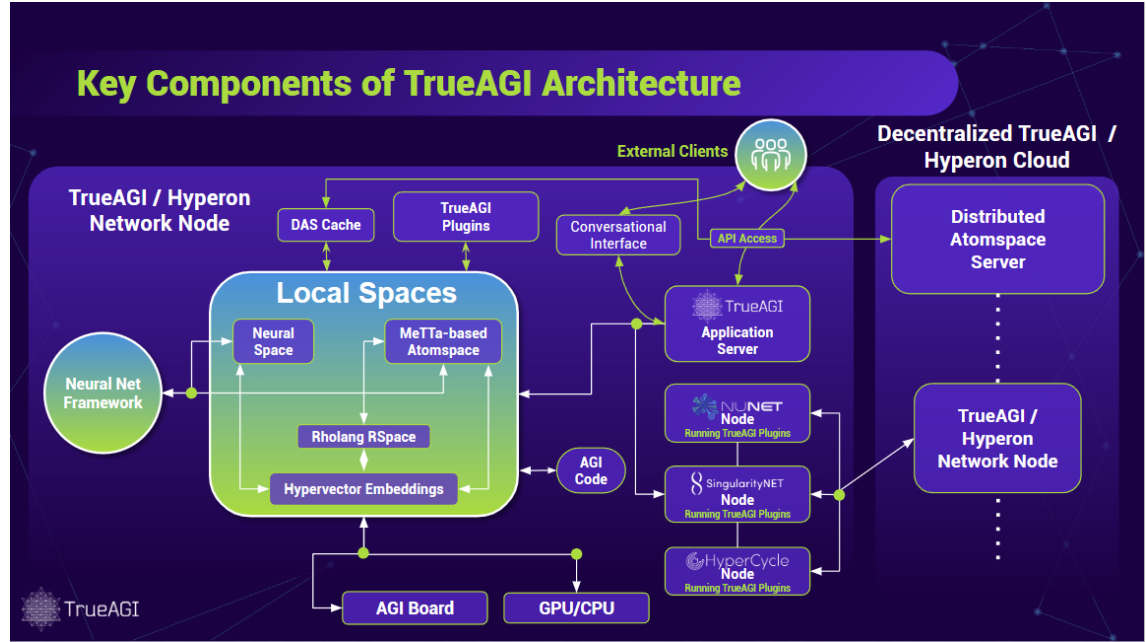 Key Components of TrueAGI Architecture
External Clients
Decentralized TrueAGI /
Hyperon Cloud
TrueAGI / Hyperon
Network Node
DAS Cache
TrueAGI
Plugins
Conversational
Interface
API Access
Distributed
Atomspace
Server
Local Spaces
TrueAGI
Application
Server
Neural
Space
MeTTa-based
Atomspace
Neural Net
Framework
NUNET
Node
Running TrueAGI Plugins
TrueAGI /
Hyperon
Network Node
Rholang RSpace
AGI
Code
Hypervector Embeddings
SingularityNET
Node
Running TrueAGI Plugins
HyperCycle
Node
Running TrueAGI Plugins
AGI Board
GPU/CPU
TrueAGI